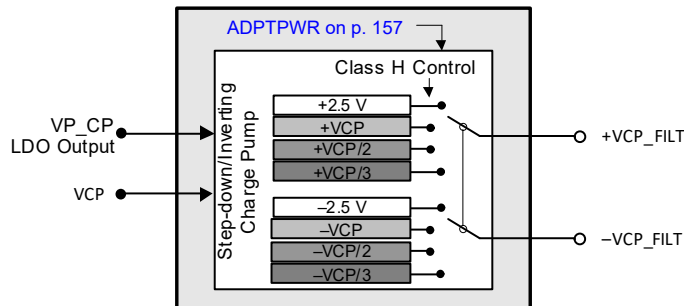 ADPTPWR on p. 157
Class H Control
Step-down/Inverting
Charge Pump
VP_CP
LDO Output
VCP
+2.5 V
+VCP
+VCP/2
+VCP/3
–2.5 V
–VCP
–VCP/2
–VCP/3
+VCP_FILT
–VCP_FILT